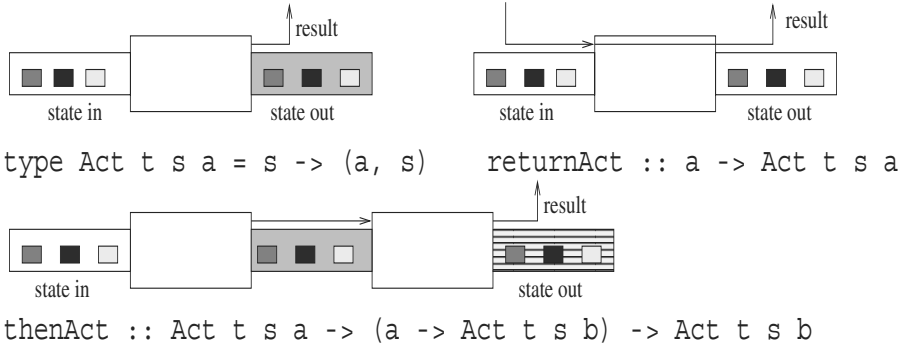 result
result
state in
state out
state in
state out
type Act t s a = s -> (a, s)
returnAct :: a -> Act t s a
result
state in
state out
thenAct :: Act t s a -> (a -> Act t s b) -> Act t s b